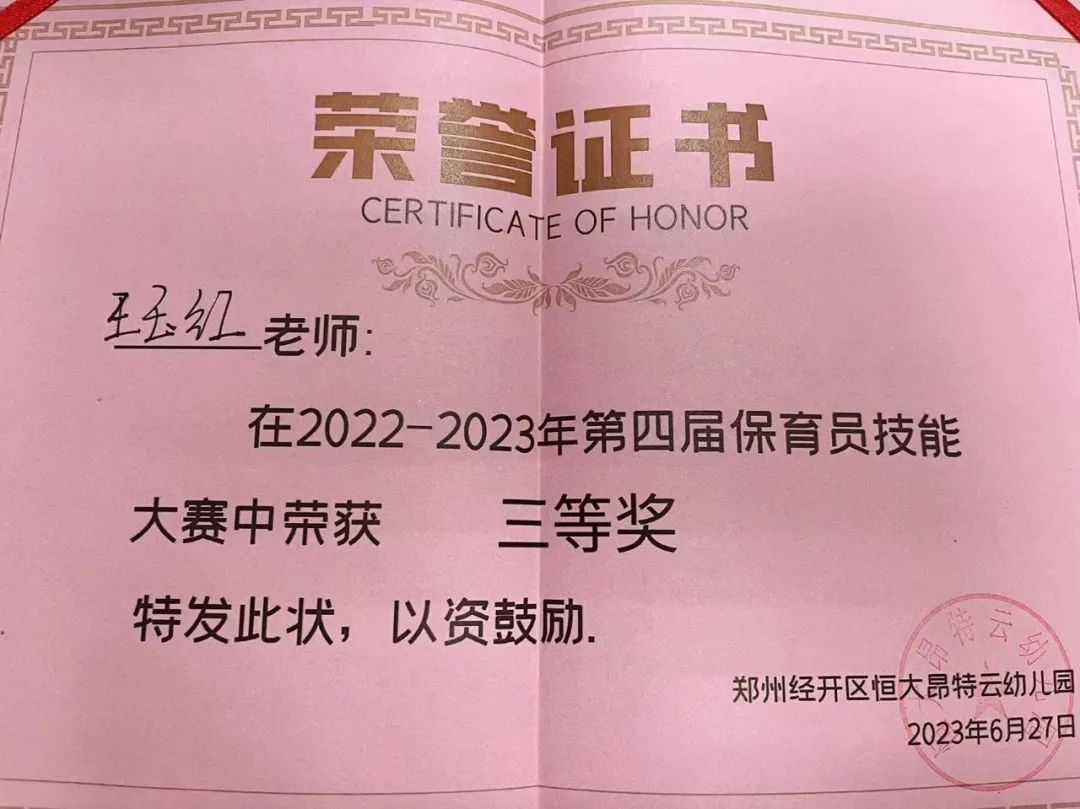 荣誉证书
CERTIFICATE OF HONOR
王玉红老师:
在2022-2023年第四届保育员技能
大赛中荣获 三等奖
特发此状，以资鼓励.
郑州经开区恒大昂特云幼儿园
2023年6月27日